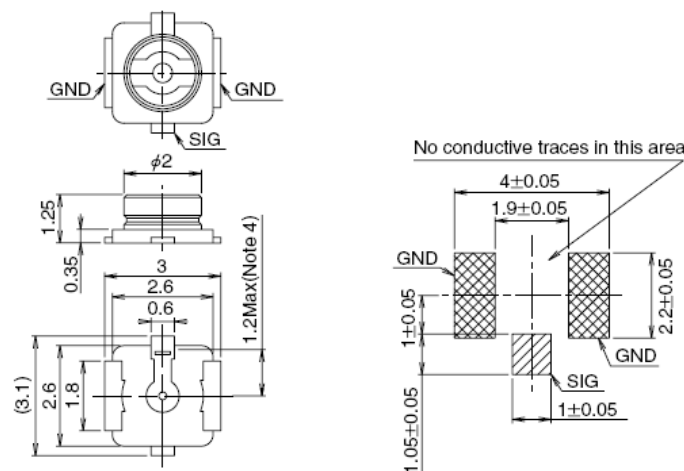 GND
GND
SIG
φ2
1.25
0.35
3
2.6
0.6
1.2Max(Note 4)
(3.1)
2.6
1.8
No conductive traces in this area
4±0.05
1.9±0.05
GND
1±0.05
2.2±0.05
GND
SIG
1±0.05
1.05±0.05